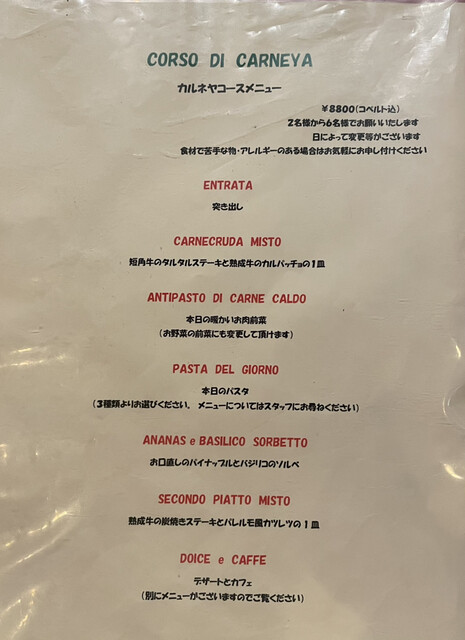 CORSO DI CARNEYA
カルネヤコースメニュー
￥8800(コペルト込)
2名様から6名様でお願いいたします
日によって変更等がございます
食材で苦手な物・アレルギーのある場合はお気軽にお申し付けください
ENTRATA
突き出し
CARNECRUDA MISTO
短角牛のタルタルステーキと熟成牛のカルパッチョの1皿
ANTIPASTO DI CARNE CALDO
本日の暖かいお肉前菜
(お野菜の前菜にも変更して頂けます)
PASTA DEL GIORNO
本日のパスタ
(3種類よりお選びください。 メニューについてはスタッフにお尋ねください)
ANANAS e BASILICO SORBETTO
お口直しのパイナップルとバジリコのソルベ
SECONDO PIATTO MISTO
熟成牛の炭焼きステーキとパレルモ風カツレツの1皿
DOICE e CAFFE
デザートとカフェ
(別にメニューがございますのでご覧ください)